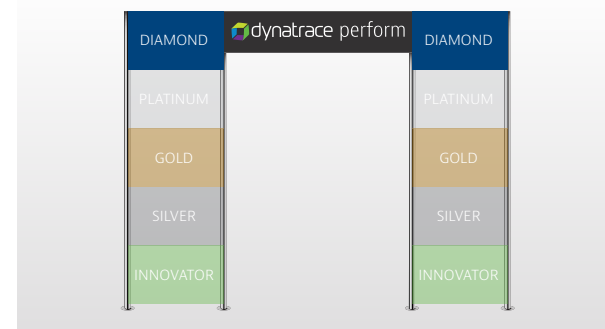 DIAMOND
dynatrace perform
DIAMOND
PLATINUM
PLATINUM
GOLD
GOLD
SILVER
SILVER
INNOVATOR
INNOVATOR